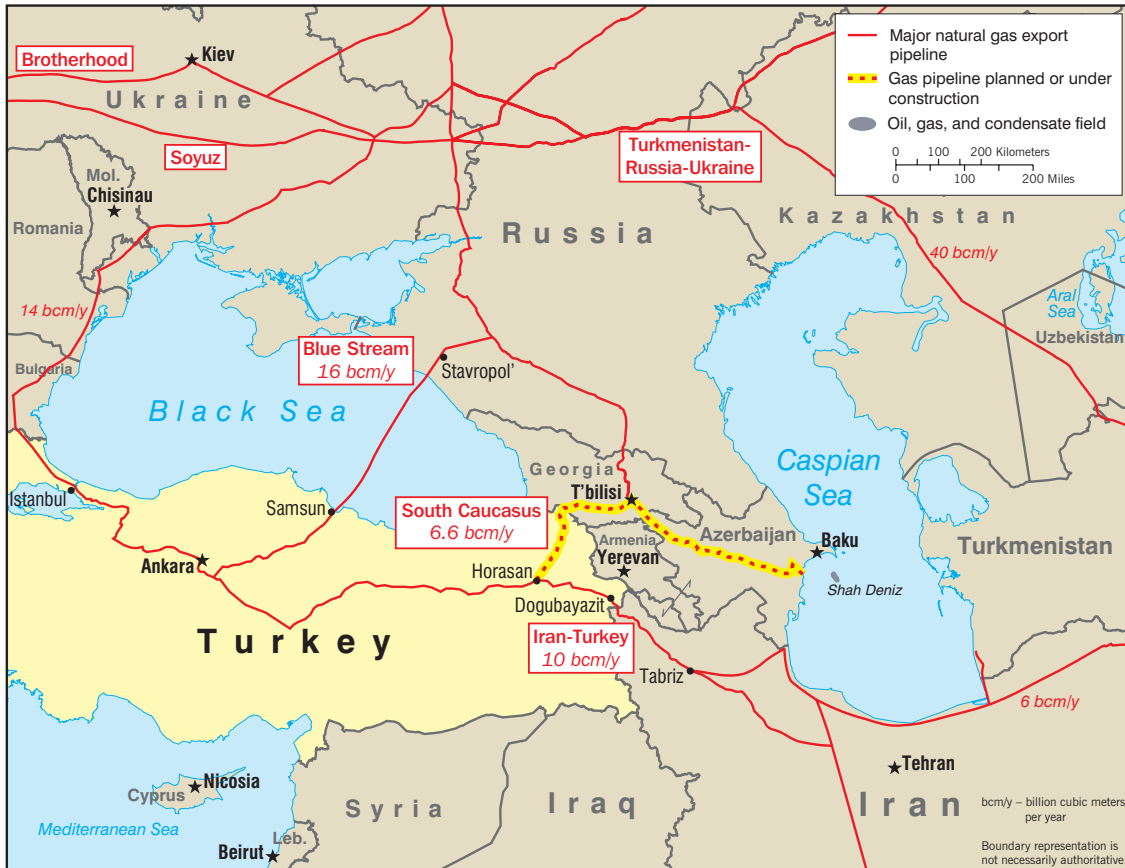 Major natural gas export
pipeline
Gas pipeline planned or under
construction
Oil, gas, and condensate field
0 100 200 Kilometers
0 100 200 Miles
Brotherhood
Kiev
Ukraine
Soyuz
Turkmenistan-
Russia-Ukraine
Mol.
Chisinau
Romania
Russia
Kazakhstan
40 bcm/y
Aral
Sea
Uzbekistan
14 bcm/y
Bulgaria
Blue Stream
16 bcm/y
Stavropol’
Black Sea
Caspian
Sea
Georgia
T’bilisi
Istanbul
Samsun
South Caucasus
6.6 bcm/y
Azerbaijan
Armenia
Yerevan
Baku
Turkmenistan
Ankara
Horasan
Shah Deniz
Dogubayazit
Turkey
Iran-Turkey
10 bcm/y
Tabriz
6 bcm/y
Tehran
Nicosia
Cyprus
Syria
Iraq
Iran
bcm/y – billion cubic meters
per year
Mediterranean Sea
Leb.
Beirut
Boundary representation is
not necessarily authoritative